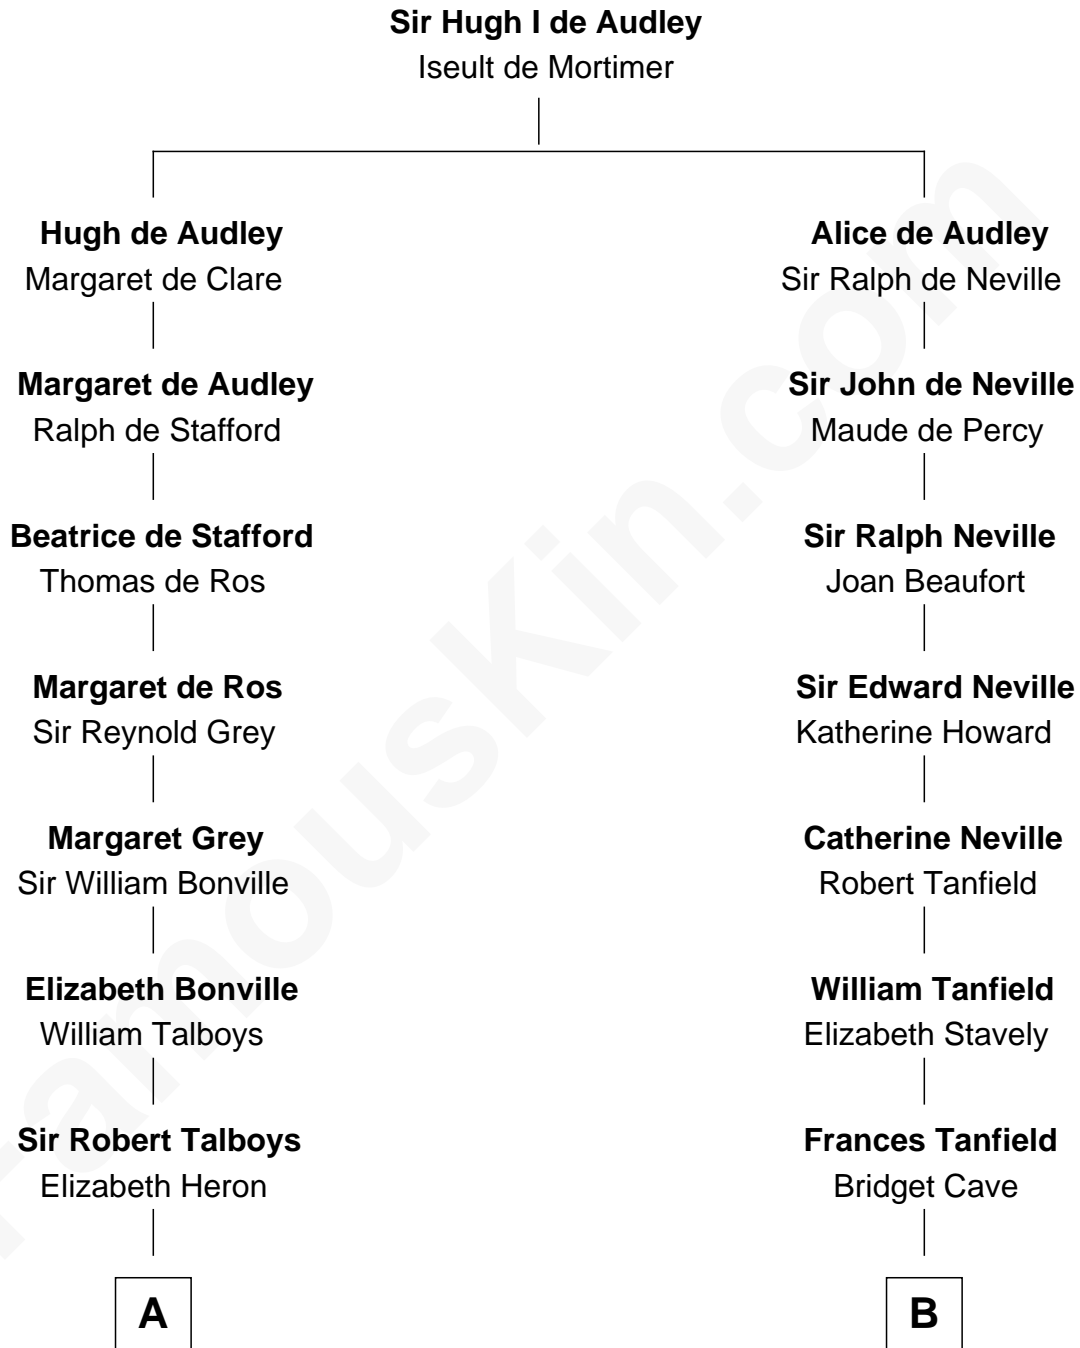 Sir Hugh I de Audley
Iseult de Mortimer
Hugh de Audley
Margaret de Clare
Alice de Audley
Sir Ralph de Neville
Margaret de Audley
Ralph de Stafford
Sir John de Neville
Maude de Percy
Beatrice de Stafford
Thomas de Ros
Sir Ralph Neville
Joan Beaufort
Margaret de Ros
Sir Reynold Grey
Sir Edward Neville
Katherine Howard
Margaret Grey
Sir William Bonville
Catherine Neville
Robert Tanfield
Elizabeth Bonville
William Talboys
William Tanfield
Elizabeth Stavely
Sir Robert Talboys
Elizabeth Heron
Frances Tanfield
Bridget Cave
A
B
FamousKin.com